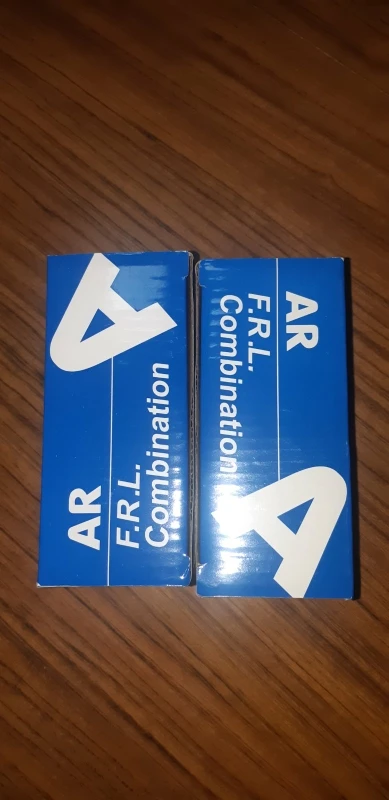 AR
F.R.L.
Combination
A
AR
F.R.L.
Combination
A